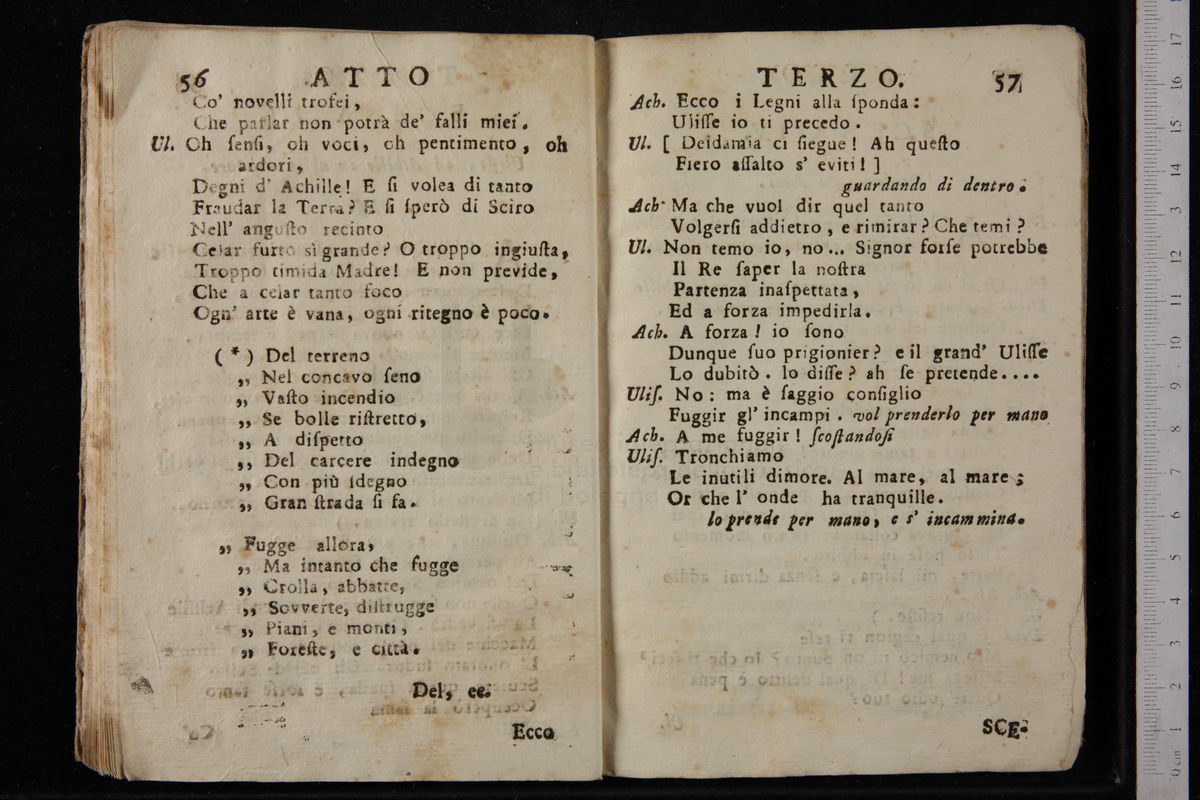 56 ATTO
Co' novelli trofei,
Che parlar non potrà de' falli miei.
Ul. Oh ſenſi, oh voci, oh pentimento, oh
ardori,
Degni d' Achille! E ſi volea di tanto
Fraudar la Terra? E ſi ſperò di Sciro
Nell' anguſto recinto
Celar furto sì grande? O troppo ingiuſta,
Troppo timida Madre! E non previde,
Che a celar tanto foco
Ogn' arte è vana, ogni ritegno è poco.
( * ) Del terreno
„ Nel concavo ſeno
„ Vaſto incendio
„ Se bolle riſtretto,
„ A diſpetto
„ Del carcere indegno
„ Con più ſdegno
„ Gran ſtrada ſi fa.
„ Fugge allora,
„ Ma intanto che fugge
„ Crolla, abbatte,
„ Sovverte, diſtrugge
„ Piani, e monti,
„ Foreſte, e città.
Del, ec.
Ecco
TERZO. 57
Ach. Ecco i Legni alla ſponda:
Uliſſe io ti precedo.
Ul. [ Deidamia ci ſiegue! Ah queſto
Fiero aſſalto s' eviti! ]
guardando di dentro.
Ach. Ma che vuol dir quel tanto
Volgerſi addietro, e rimirar? Che temi?
Ul. Non temo io, no... Signor forſe potrebbe
Il Re ſaper la noſtra
Partenza inaſpettata,
Ed a forza impedirla.
Ach. A forza! io ſono
Dunque ſuo prigionier? e il grand' Uliſſe
Lo dubitò. lo diſſe? ah ſe pretende....
Uliſ. No: ma è ſaggio conſiglio
Fuggir gl' incampi. vol prenderlo per mano
Ach. A me fuggir! ſcoſtandoſi
Uliſ. Tronchiamo
Le inutili dimore. Al mare, al mare;
Or che l' onde ha tranquille.
lo prende per mano, e s' incammina.
SCE-